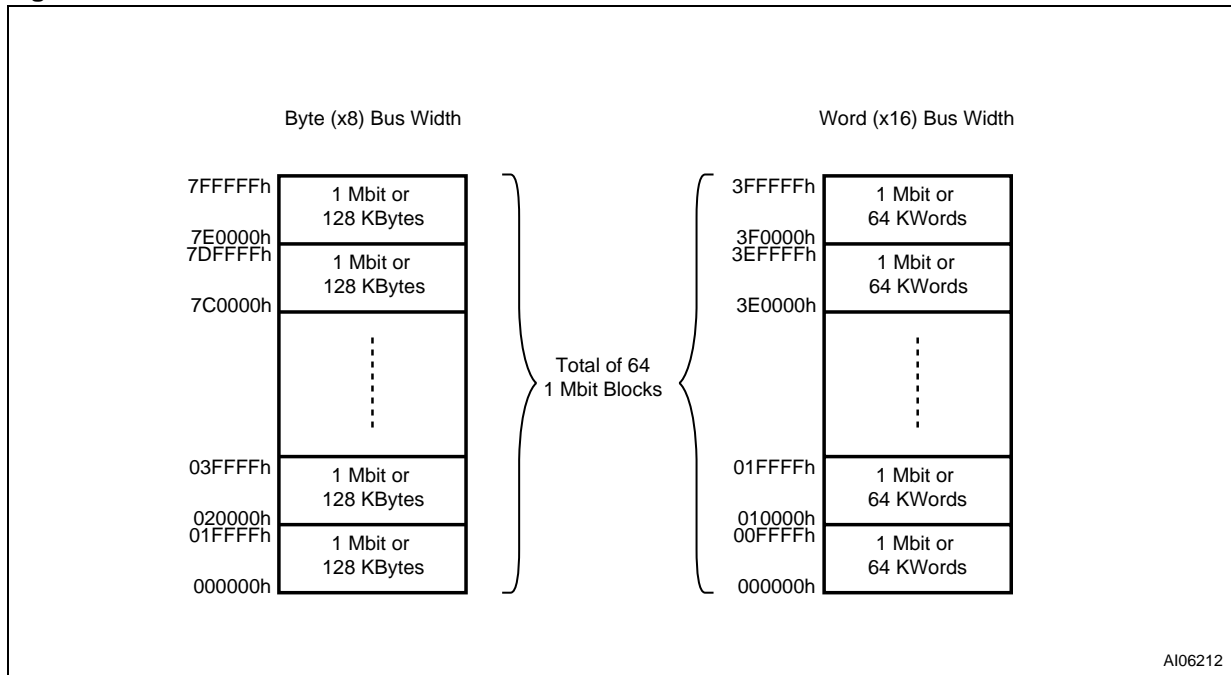 Byte (x8) Bus Width
7FFFFFh
1 Mbit or
128 KBytes
7E0000h
7DFFFFh
1 Mbit or
128 KBytes
7C0000h
03FFFFh
1 Mbit or
128 KBytes
020000h
01FFFFh
1 Mbit or
128 KBytes
000000h
Total of 64
1 Mbit Blocks
Word (x16) Bus Width
3FFFFFh
1 Mbit or
64 KWords
3F0000h
3EFFFFh
1 Mbit or
64 KWords
3E0000h
01FFFFh
1 Mbit or
64 KWords
010000h
00FFFFh
1 Mbit or
64 KWords
000000h
AI06212